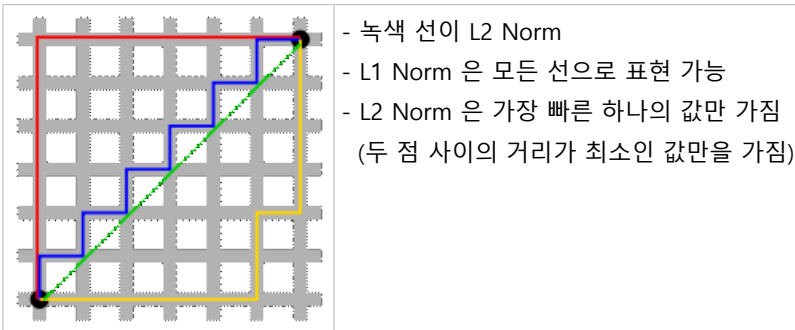 - 녹색 선이 L2 Norm
- L1 Norm 은 모든 선으로 표현 가능
- L2 Norm 은 가장 빠른 하나의 값만 가짐
(두 점 사이의 거리가 최소인 값만을 가짐)